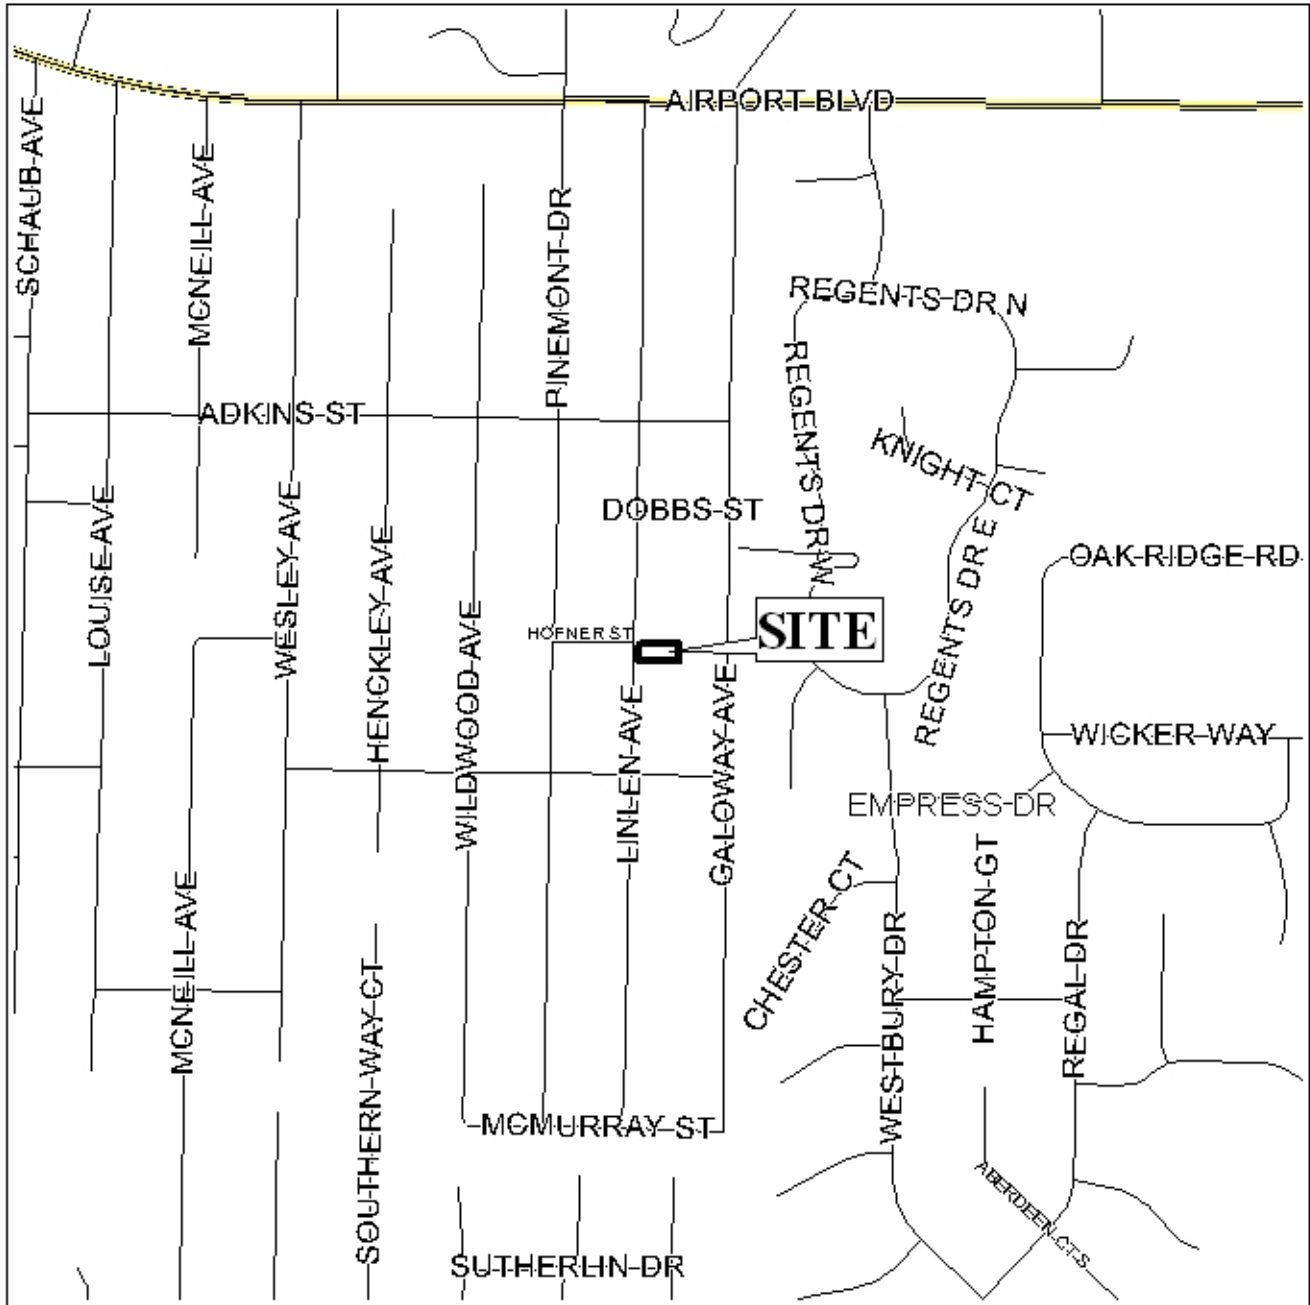 AIRPORT BLVD
SCHAUB AVE
MCNEILL AVE
PINEMONT DR
REGENTS DR N
REGENTS DR W
ADKINS ST
KNIGHT CT
DOBBS ST
LOUISE AVE
WESLEY AVE
HENCKLEY AVE
REGENTS DR E
OAK RIDGE RD
WILDWOOD AVE
HOFNER ST
SITE
LINLEN AVE
GALOWAY AVE
WICKER WAY
EMPRESS DR
CHESTER CT
HAMPTON CT
MCNEILL AVE
WESTBURY DR
REGAL DR
SOUTHERN WAY CT
MCMURRAY ST
ABERDEEN CT S
SUTHERLIN DR